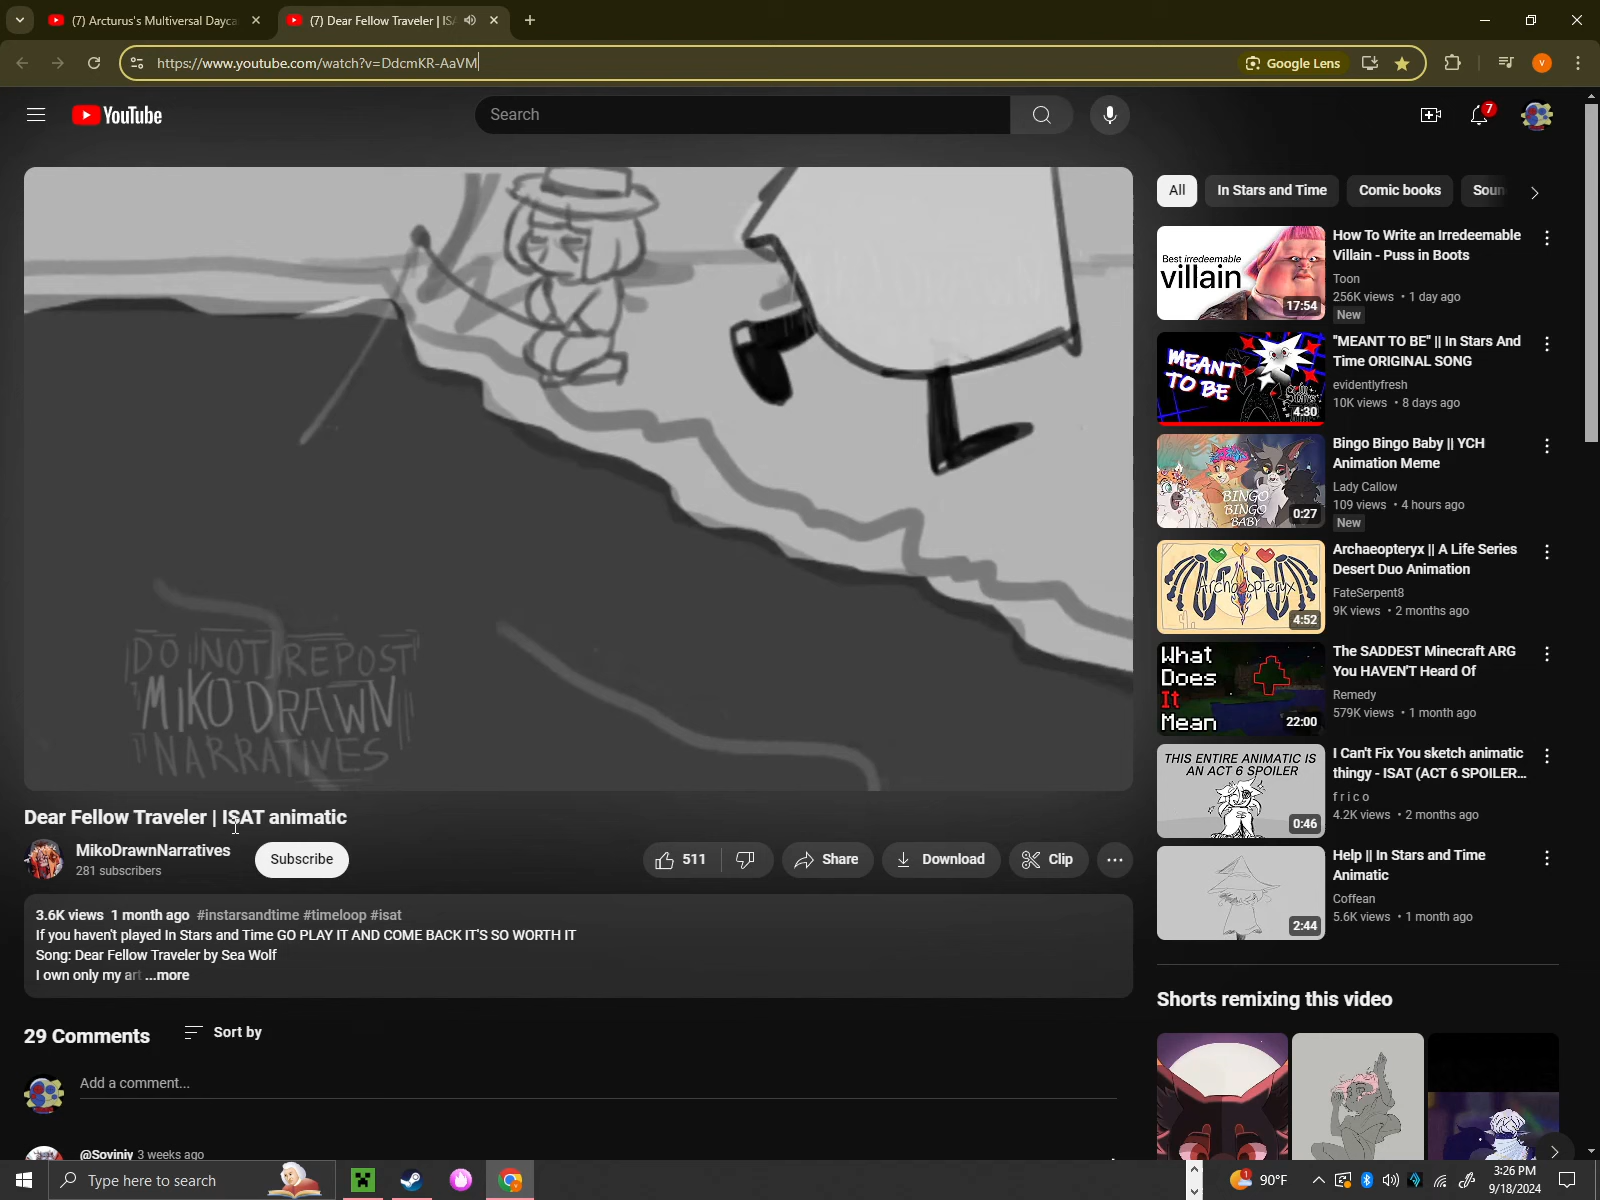 (7) Arcturus's Multiversal Dayca
(7) Dear Fellow Traveler | IS
https://www.youtube.com/watch?v=DdcmKR-AaVM
Google Lens
V
YouTube
Search
7
DO NOT REPOST
MIKO DRAWN
NARRATIVES
Dear Fellow Traveler | ISAT animatic
MikoDrawnNarratives
281 subscribers
Subscribe
511
Share
Download
Clip
3.6K views 1 month ago #instarsandtime #timeloop #isat
If you haven't played In Stars and Time GO PLAY IT AND COME BACK IT'S SO WORTH IT
Song: Dear Fellow Traveler by Sea Wolf
I own only my art ...more
29 Comments
Sort by
Add a comment...
@Soviniy 3 weeks ago
All
In Stars and Time
Comic books
Soun
Best irredeemable
villain
17:54
How To Write an Irredeemable
Villain - Puss in Boots
Toon
256K views • 1 day ago
New
MEANT
TO BE
4:30
"MEANT TO BE" || In Stars And
Time ORIGINAL SONG
evidentlyfresh
10K views • 8 days ago
BINGO
BINGO
BABY
0:27
Bingo Bingo Baby || YCH
Animation Meme
Lady Callow
109 views • 4 hours ago
New
Archaeopteryx
4:52
Archaeopteryx || A Life Series
Desert Duo Animation
FateSerpent8
9K views • 2 months ago
What
Does
It
Mean
22:00
The SADDEST Minecraft ARG
You HAVEN'T Heard Of
Remedy
579K views • 1 month ago
THIS ENTIRE ANIMATIC IS
AN ACT 6 SPOILER
0:46
I Can't Fix You sketch animatic
thingy - ISAT (ACT 6 SPOILER...
f r i c o
4.2K views • 2 months ago
2:44
Help || In Stars and Time
Animatic
Coffean
5.6K views • 1 month ago
Shorts remixing this video
Type here to search
1
90°F
3:26 PM
9/18/2024